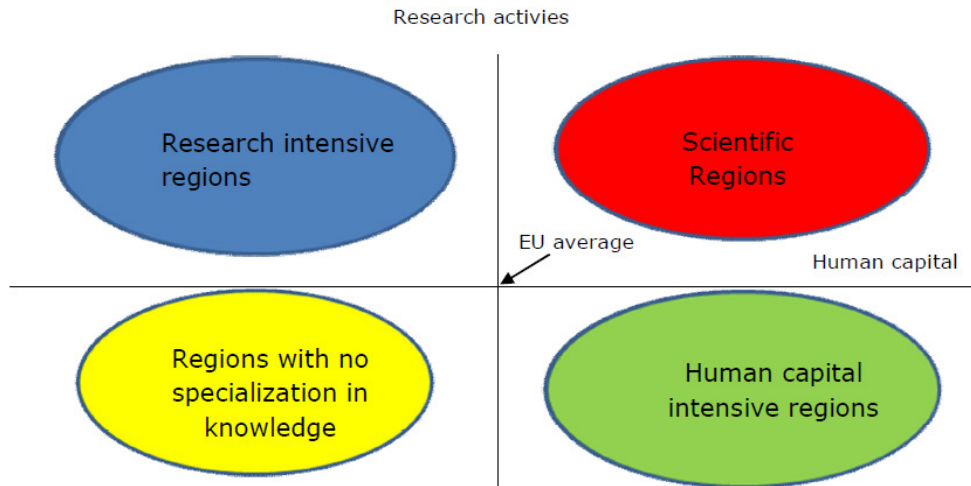 Research activies
Research intensive
regions
Scientific
Regions
EU average
Human capital
Regions with no
specialization in
knowledge
Human capital
intensive regions